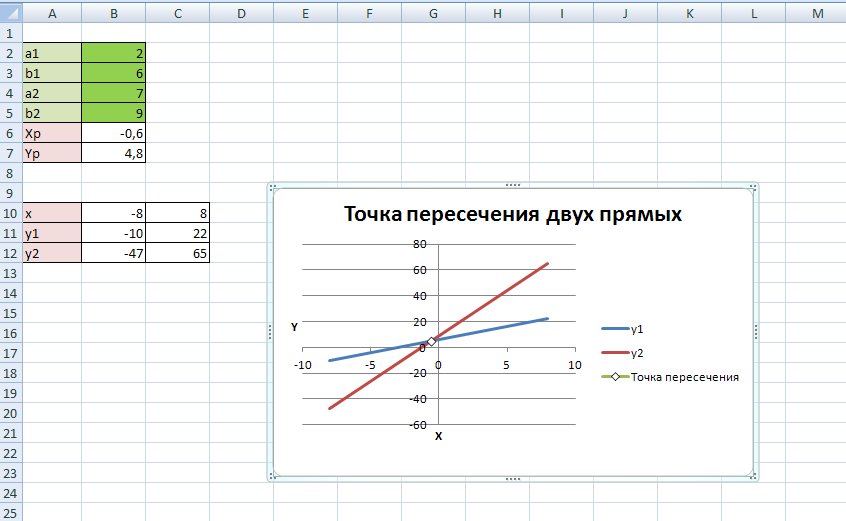 A B C D E F G H I J K L M
1
2 a1 2
3 b1 6
4 a2 7
5 b2 9
6 Xp -0,6
7 Yp 4,8
8
9
10 x -8 8
11 y1 -10 22
12 y2 -47 65
13
14
15
16
17
18
19
20
21
22
23
24
25
Точка пересечения двух прямых
80
60
40
20
0
-20
-40
-60
Y
-10 -5 0 5 10
X
y1
y2
Точка пересечения